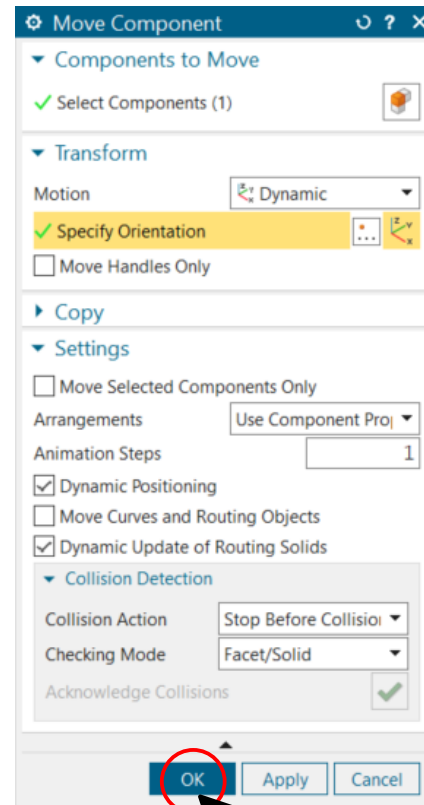 Move Component
Components to Move
Select Components (1)
Transform
Motion Dynamic
Specify Orientation
Move Handles Only
Copy
Settings
Move Selected Components Only
Arrangements Use Component Pro
Animation Steps 1
Dynamic Positioning
Move Curves and Routing Objects
Dynamic Update of Routing Solids
Collision Detection
Collision Action Stop Before Collision
Checking Mode Facet/Solid
Acknowledge Collisions
OK Apply Cancel